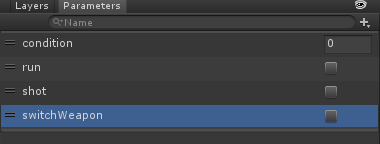 Layers Parameters
Name
condition 0
run
shot
switchWeapon